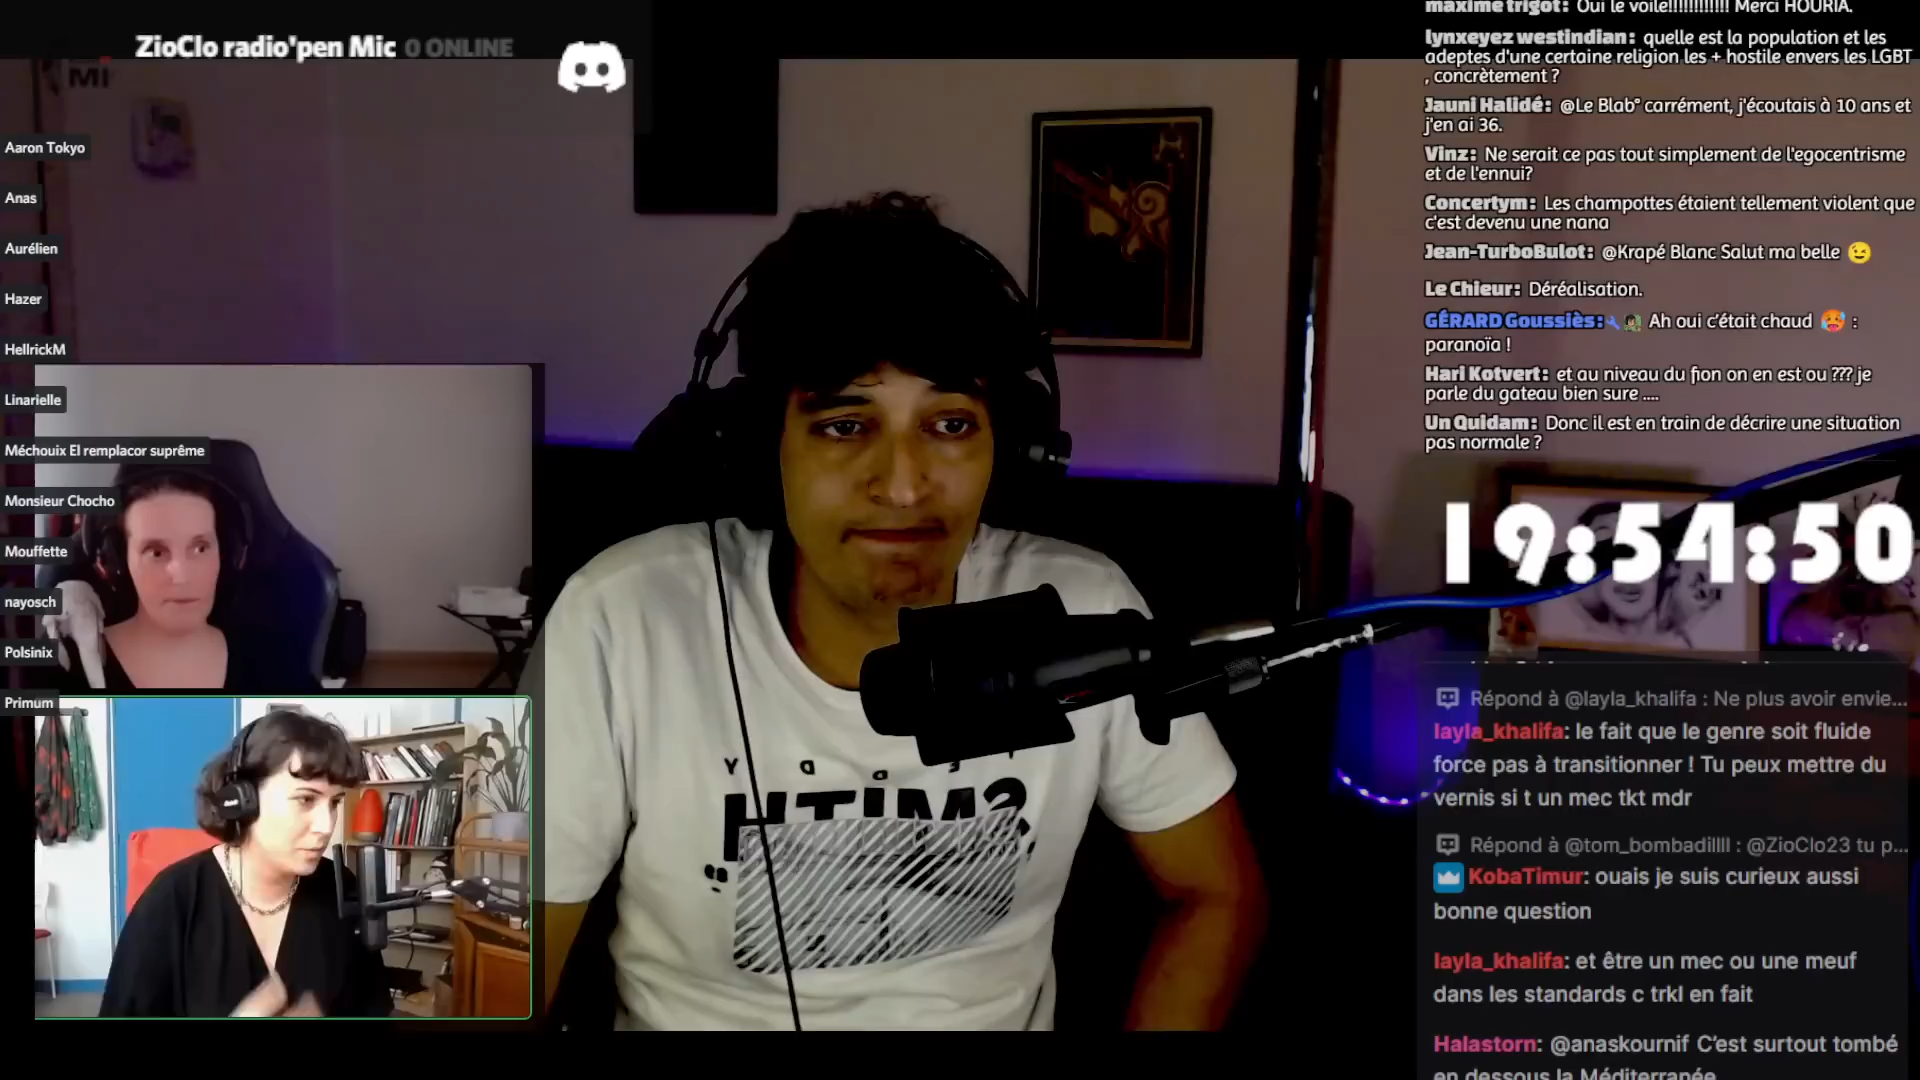 ZioClo radio'pen Mic 0 ONLINE
MI
Aaron Tokyo
Anas
Aurélien
Hazer
HellrickM
Linarielle
Méchouix El remplacor suprême
Monsieur Chocho
Mouffette
nayosch
Polsinix
Primum
maxime trigot: Oui le voile!!!!!!!!!!!! Merci HOURIA.
lynxeyez westindian: quelle est la population et les
adeptes d'une certaine religion les + hostile envers les LGBT
, concrètement ?
Jauni Halidé: @Le Blab° carrément, j'écoutais à 10 ans et
j'en ai 36.
Vinz: Ne serait ce pas tout simplement de l'egocentrisme
et de l'ennui?
Concertym: Les champottes étaient tellement violent que
c'est devenu une nana
Jean-TurboBulot: @Krapé Blanc Salut ma belle 😉
Le Chieur: Déréalisation.
GÉRARD Goussiès: Ah oui c'était chaud 🥵 :
paranoïa !
Hari Kotvert: et au niveau du fion on en est ou ??? je
parle du gateau bien sure ....
Un Quidam: Donc il est en train de décrire une situation
pas normale ?
19:54:50
Répond à @layla_khalifa : Ne plus avoir envie...
layla_khalifa: le fait que le genre soit fluide
force pas à transitionner ! Tu peux mettre du
vernis si t un mec tkt mdr
Répond à @tom_bombadillll : @ZioClo23 tu p...
KobaTimur: ouais je suis curieux aussi
bonne question
layla_khalifa: et être un mec ou une meuf
dans les standards c trkl en fait
Halastorn: @anaskournif C'est surtout tombé
en dessous la Méditerranée
SMITH